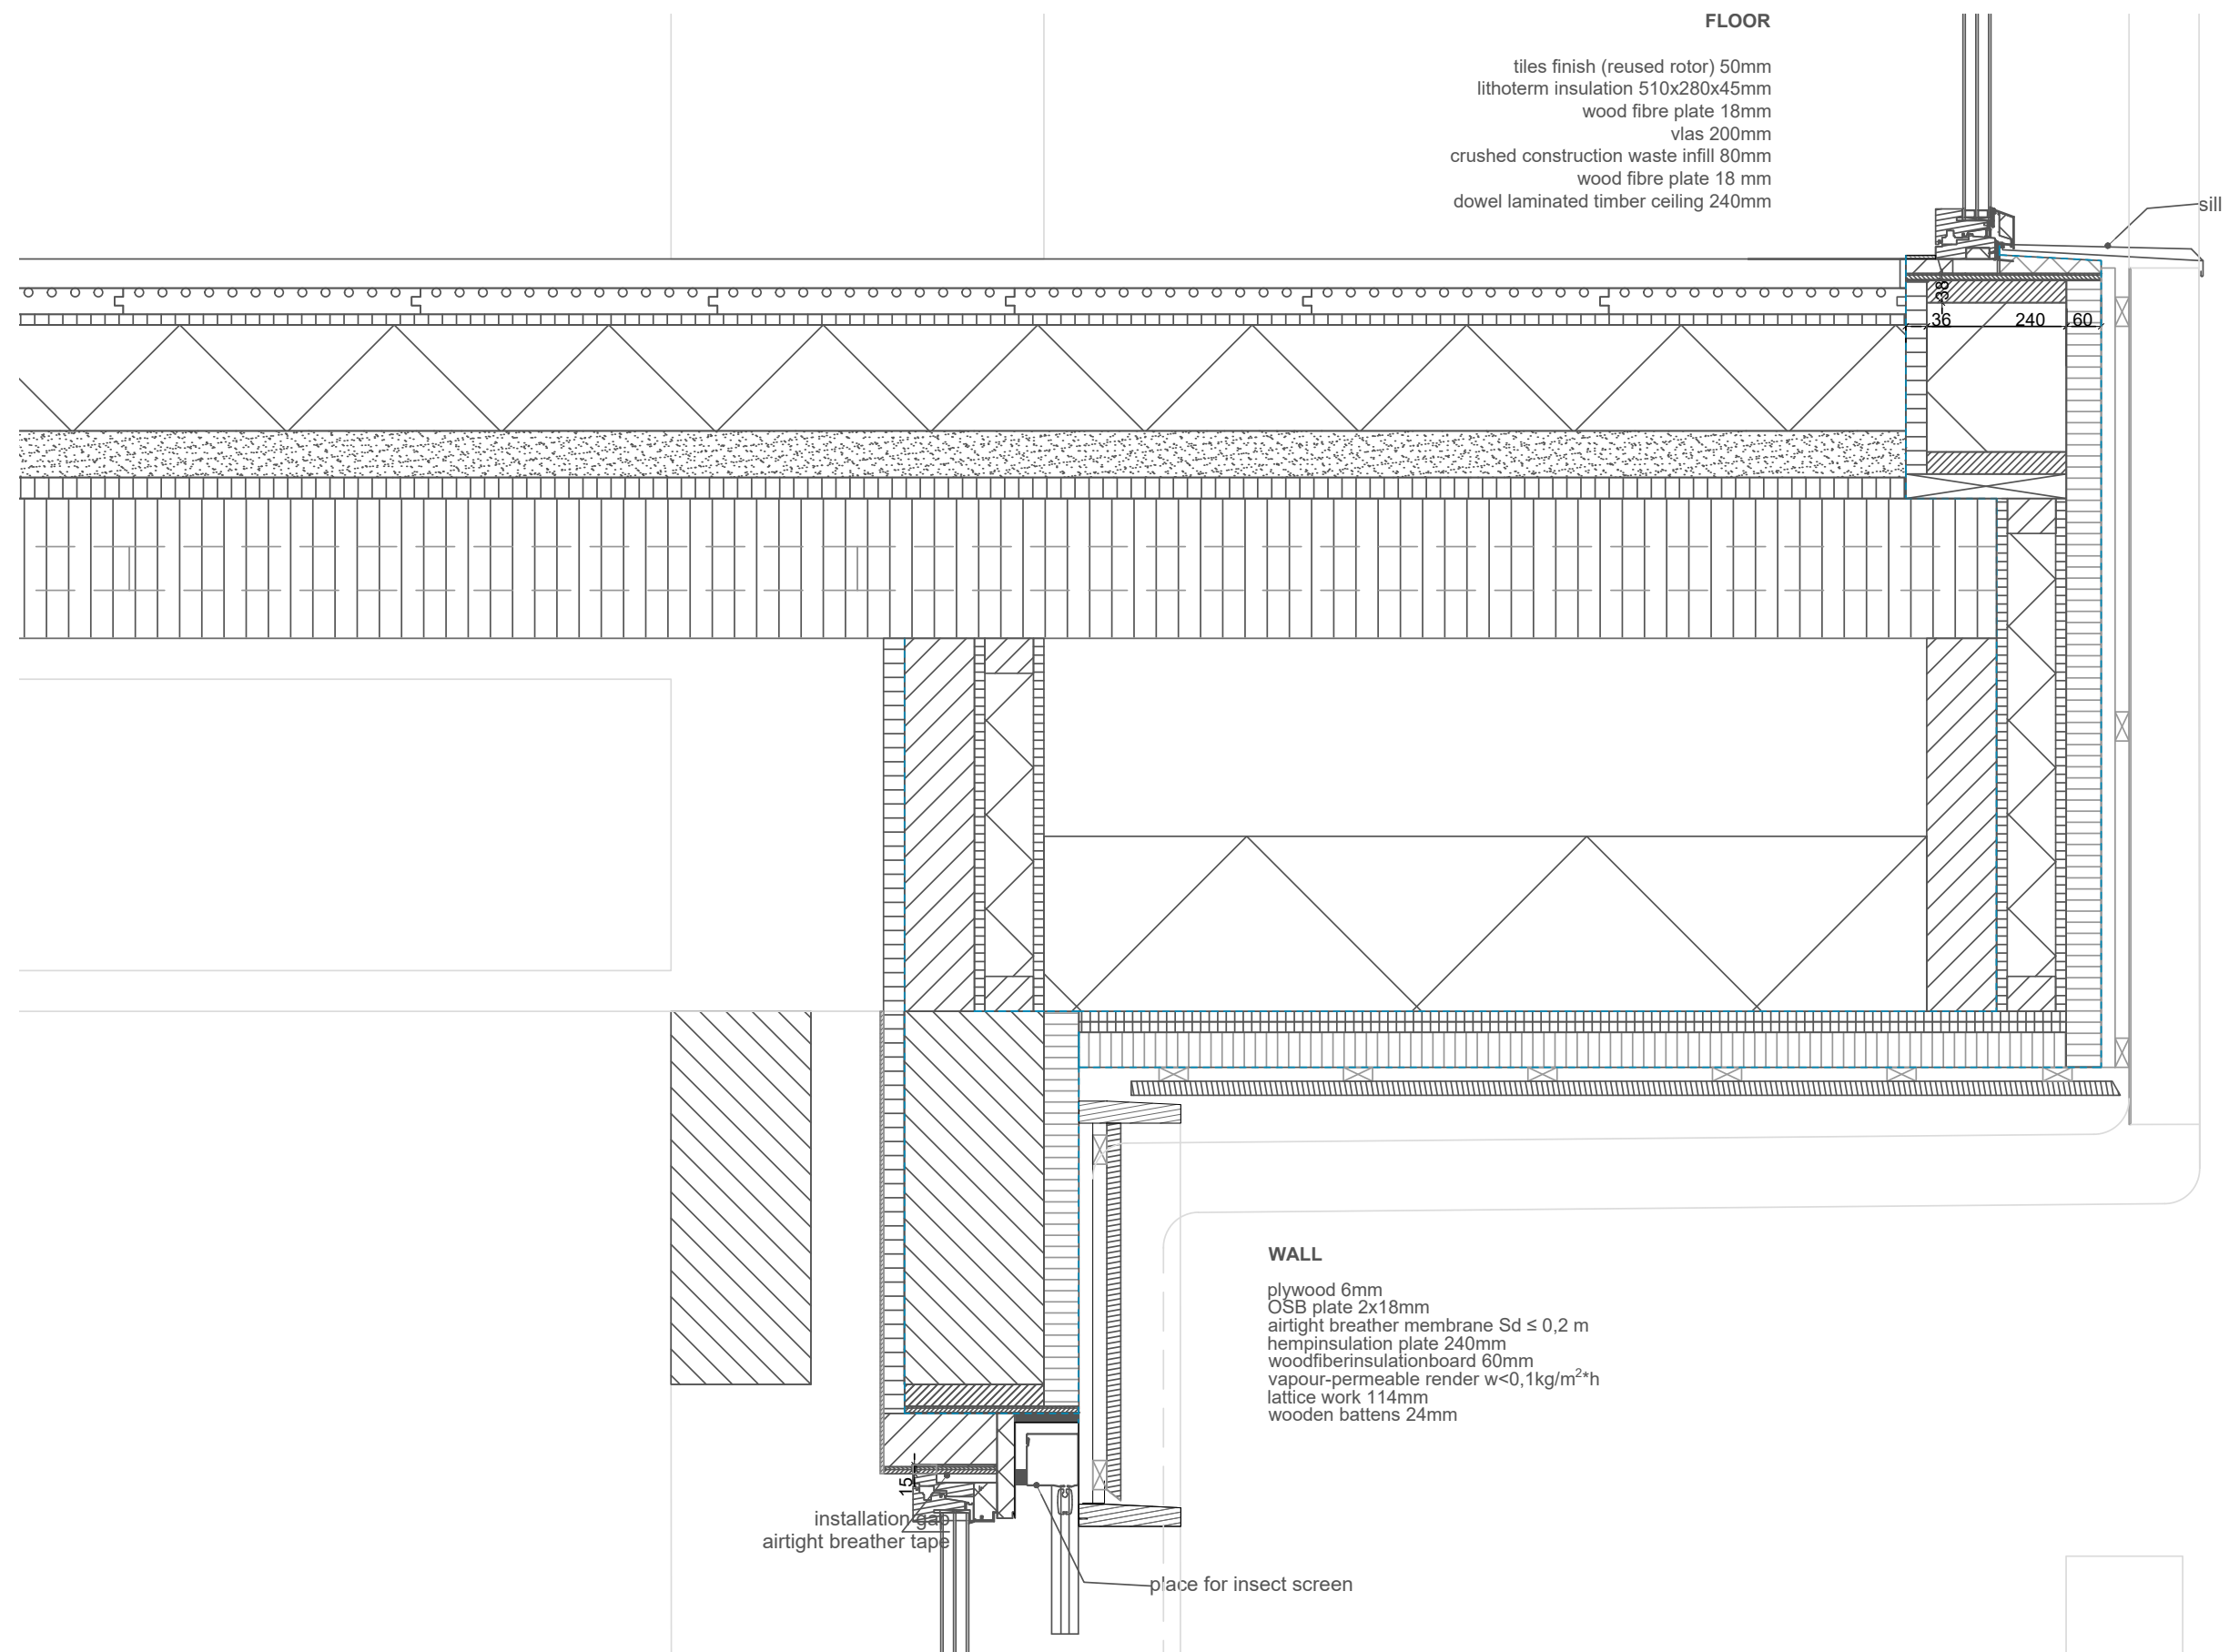 FLOOR
tiles finish (reused rotor) 50mm
lithoterm insulation 510x280x45mm
wood fibre plate 18mm
vlas 200mm
crushed construction waste infill 80mm
wood fibre plate 18 mm
dowel laminated timber ceiling 240mm
sill
38
36
240
60
WALL
plywood 6mm
OSB plate 2x18mm
airtight breather membrane Sd ≤ 0,2 m
hempinsulation plate 240mm
woodfiberinsulationboard 60mm
vapour-permeable render w<0,1kg/m²*h
lattice work 114mm
wooden battens 24mm
15
installation gap
airtight breather tape
place for insect screen